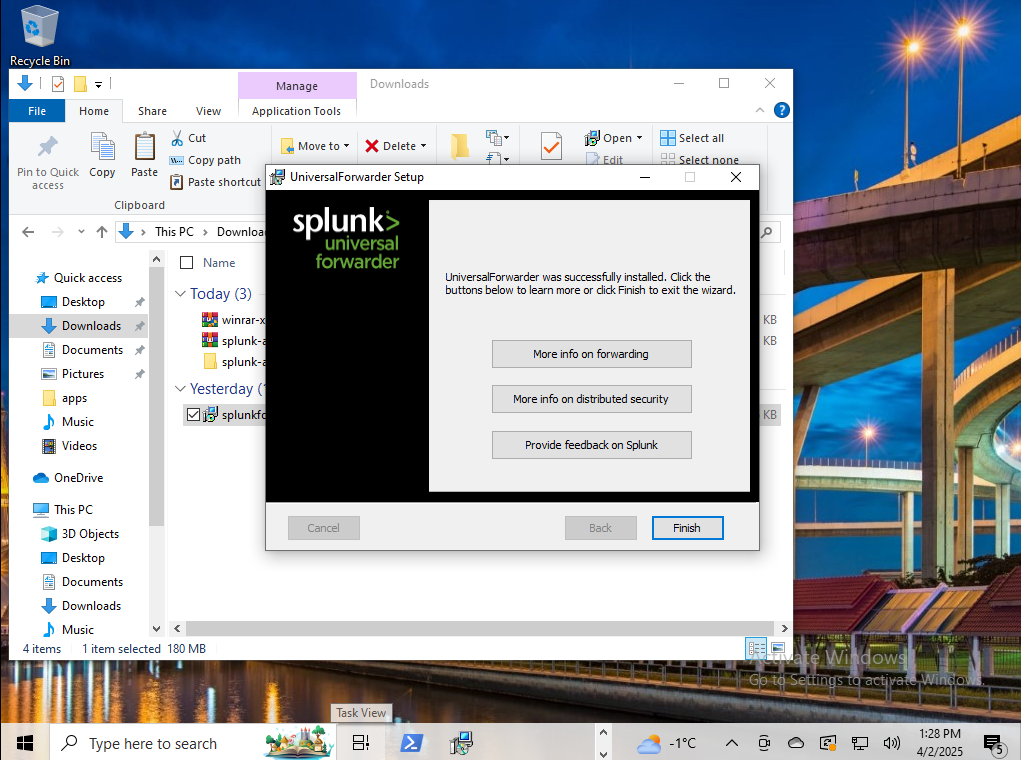 Recycle Bin
Manage
Downloads
File
Home
Share
View
Application Tools
Pin to Quick access
Copy
Paste
Cut
Copy path
Paste shortcut
Clipboard
Move to
Delete
Open
Edit
Select all
Select none
This PC
Downloa
Quick access
Desktop
Downloads
Documents
Pictures
apps
Music
Videos
OneDrive
This PC
3D Objects
Desktop
Documents
Downloads
Music
Name
Today (3)
winrar-x
KB
splunk-a
KB
splunk-a
Yesterday (1
splunkfo
KB
4 items
1 item selected 180 MB
UniversalForwarder Setup
splunk>
universal
forwarder
UniversalForwarder was successfully installed. Click the
buttons below to learn more or click Finish to exit the wizard.
More info on forwarding
More info on distributed security
Provide feedback on Splunk
Cancel
Back
Finish
Activate Windows
Go to Settings to activate Windows.
Task View
Type here to search
-1°C
1:28 PM
4/2/2025
5